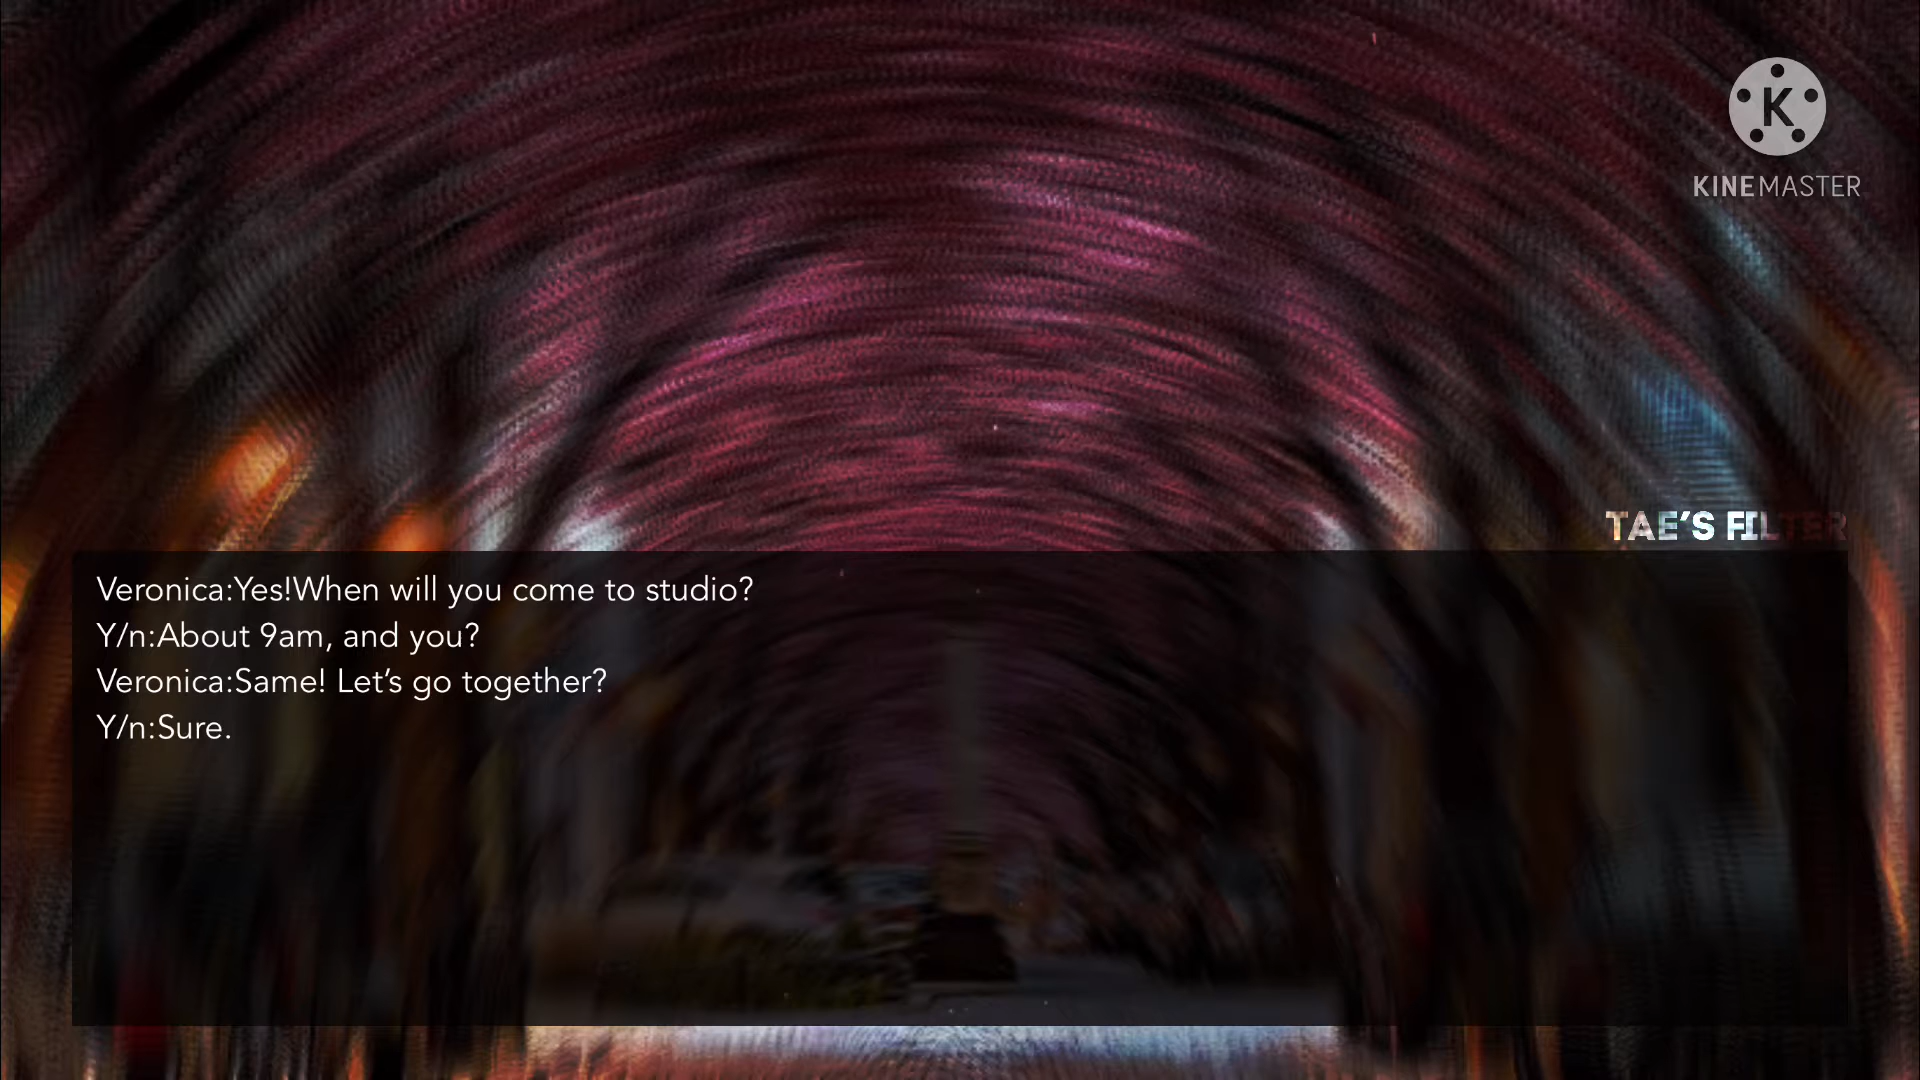 K
KINEMASTER
TAE'S FILTER
Veronica:Yes!When will you come to studio?
Y/n:About 9am, and you?
Veronica:Same! Let's go together?
Y/n:Sure.